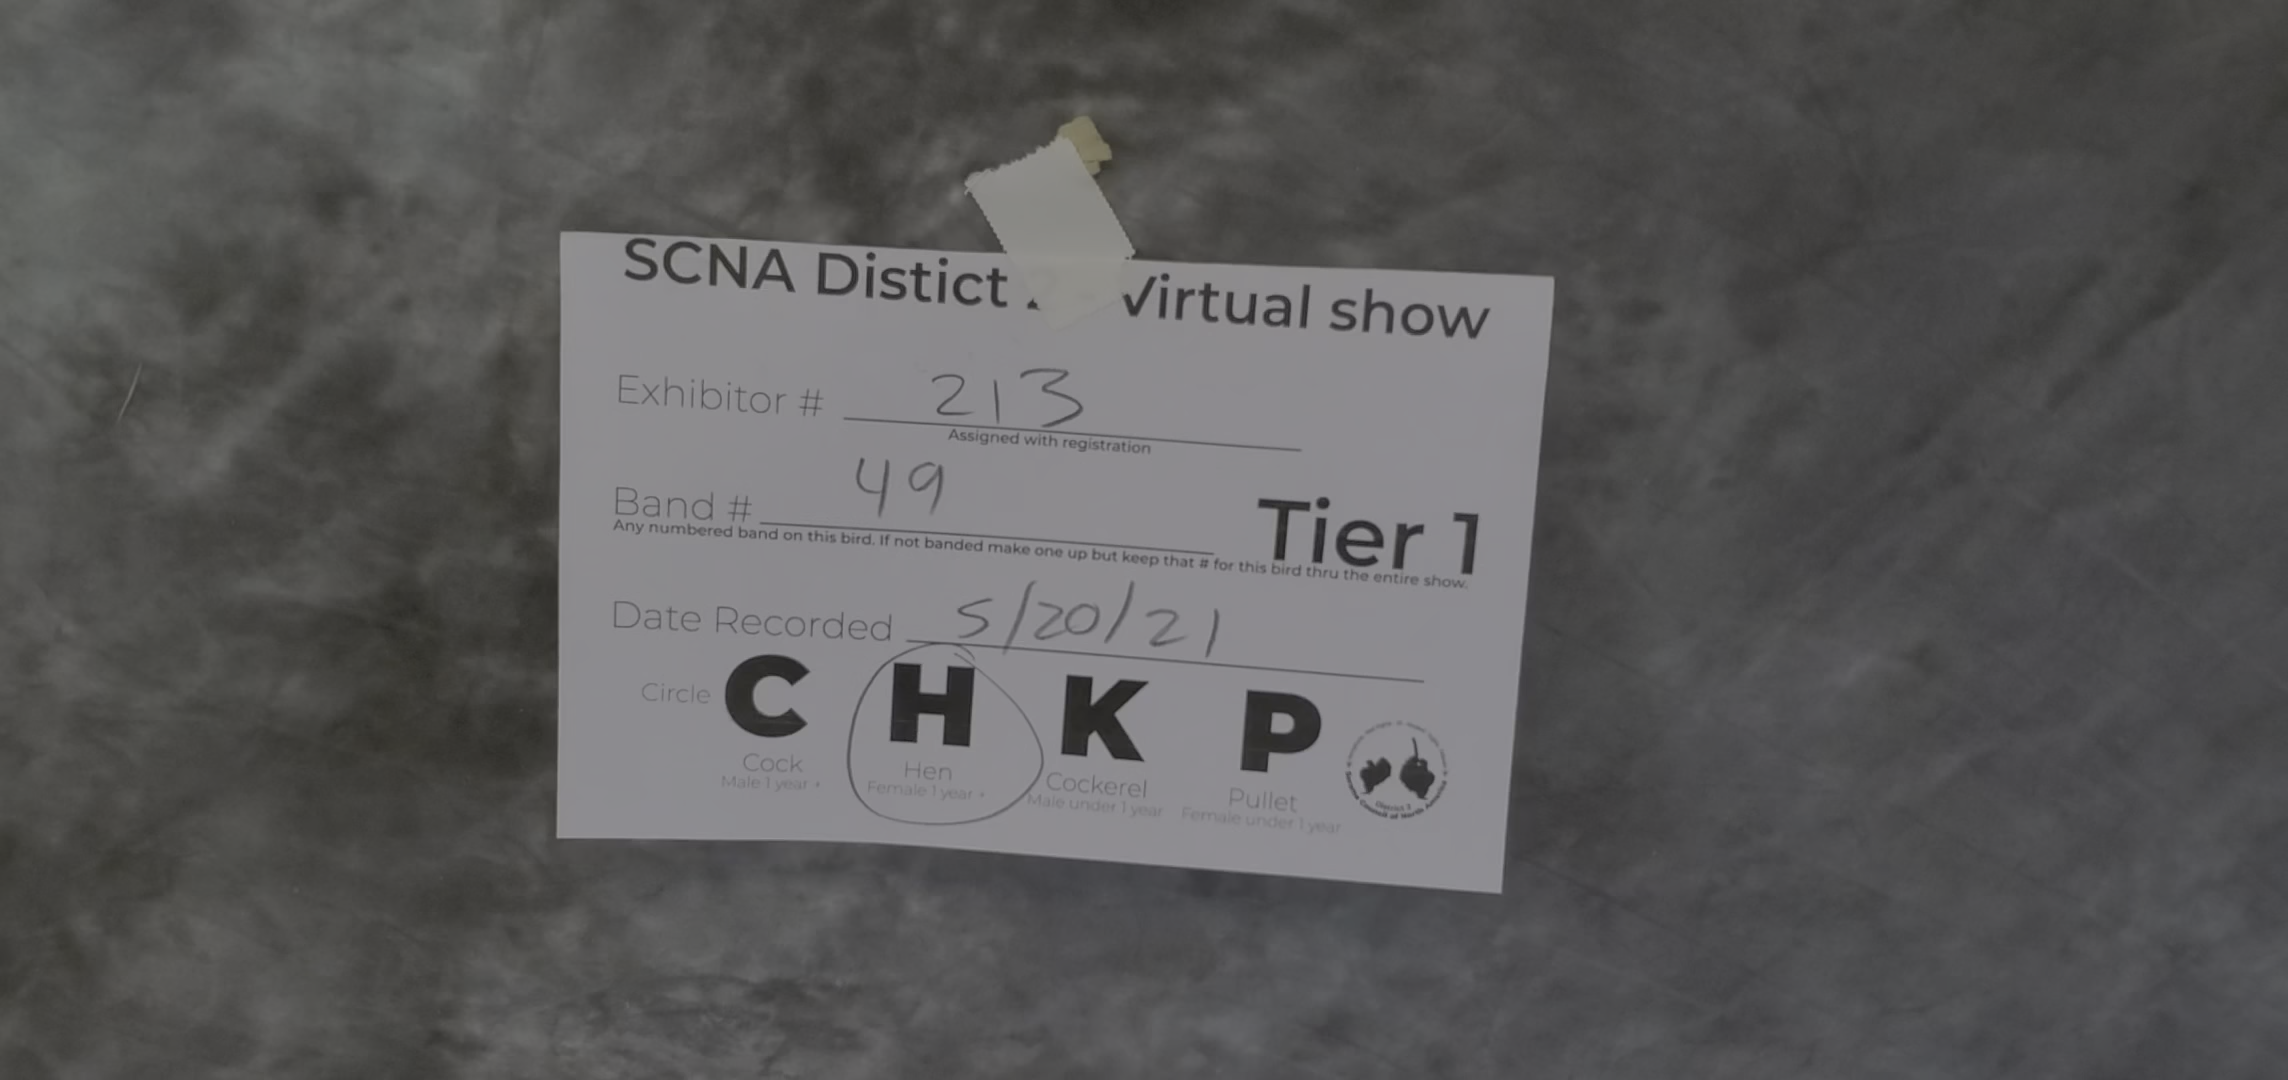 SCNA Distict Virtual show
Exhibitor # 213
Assigned with registration
Band # 49
Tier 1
Any numbered band on this bird. If not banded make one up but keep that # for this bird thru the entire show.
Date Recorded 5/20/21
Circle C H K P
Cock Hen Cockerel Pullet
Male 1 year + Female 1 year + Male under 1 year Female under 1 year